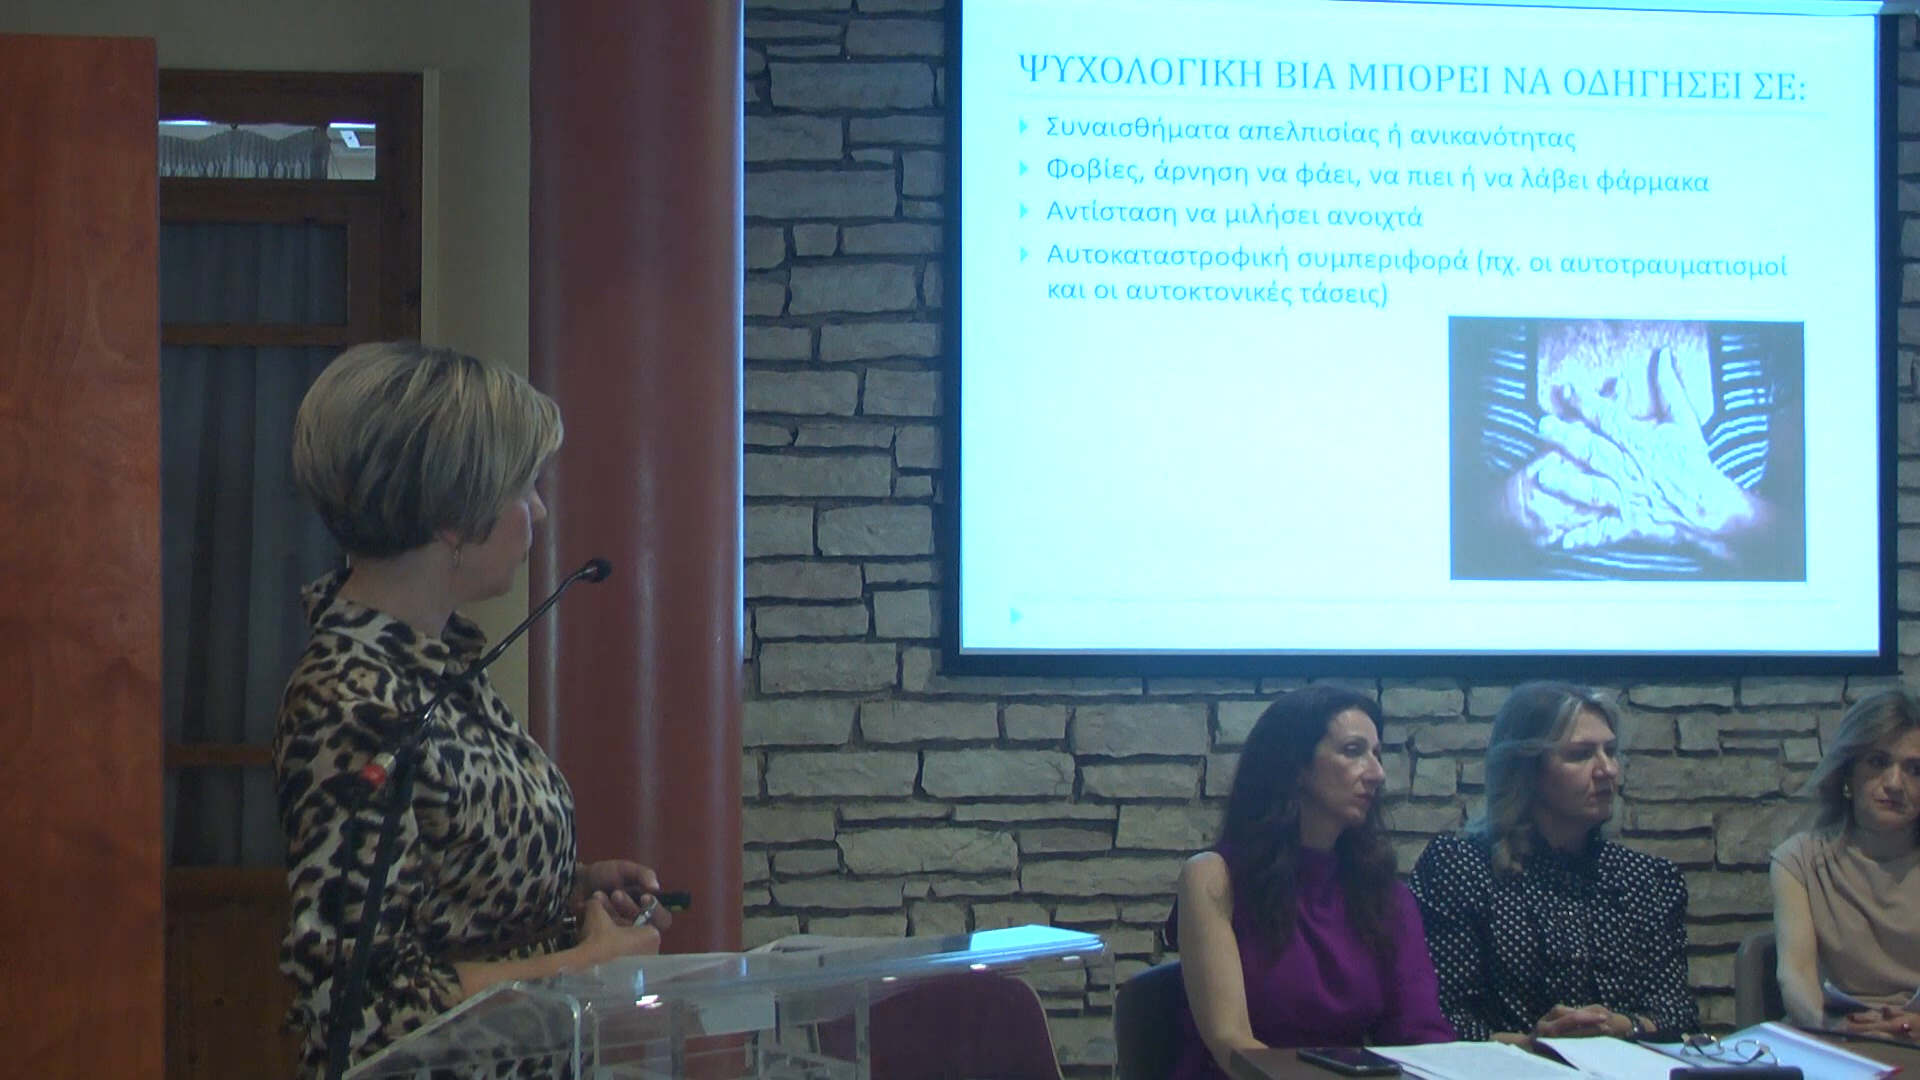 ΨΥΧΟΛΟΓΙΚΗ ΒΙΑ ΜΠΟΡΕΙ ΝΑ ΟΔΗΓΗΣΕΙ ΣΕ:
Συναισθήματα απελπισίας ή ανικανότητας
Φοβίες, άρνηση να φάει, να πιει ή να λάβει φάρμακα
Αντίσταση να μιλήσει ανοιχτά
Αυτοκαταστροφική συμπεριφορά (πχ. οι αυτοτραυματισμοί
και οι αυτοκτονικές τάσεις)